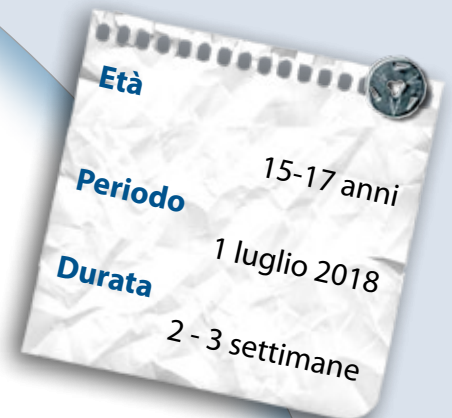 Età
15-17 anni
Periodo
1 luglio 2018
Durata
2 - 3 settimane